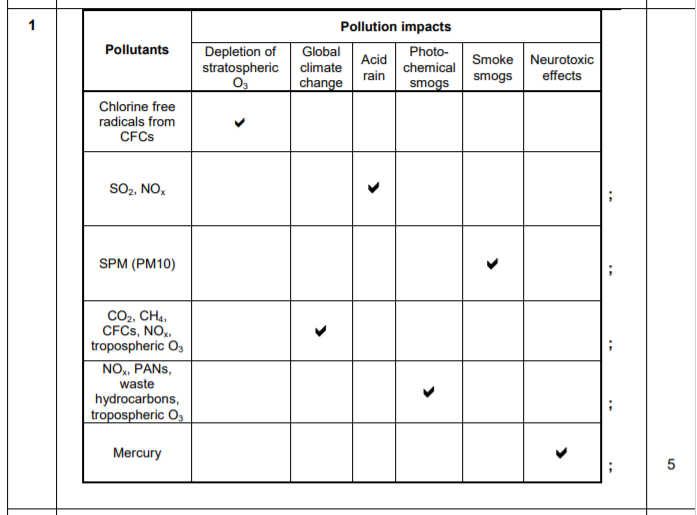 1
Pollutants
Pollution impacts
Depletion of
stratospheric
O₃
Global
climate
change
Acid
rain
Photo-
chemical
smogs
Smoke
smogs
Neurotoxic
effects
Chlorine free
radicals from
CFCs
✔
SO₂, NOₓ
✔
;
SPM (PM10)
✔
;
CO₂, CH₄,
CFCs, NOₓ,
tropospheric O₃
✔
;
NOₓ, PANs,
waste
hydrocarbons,
tropospheric O₃
✔
;
Mercury
✔
;
5